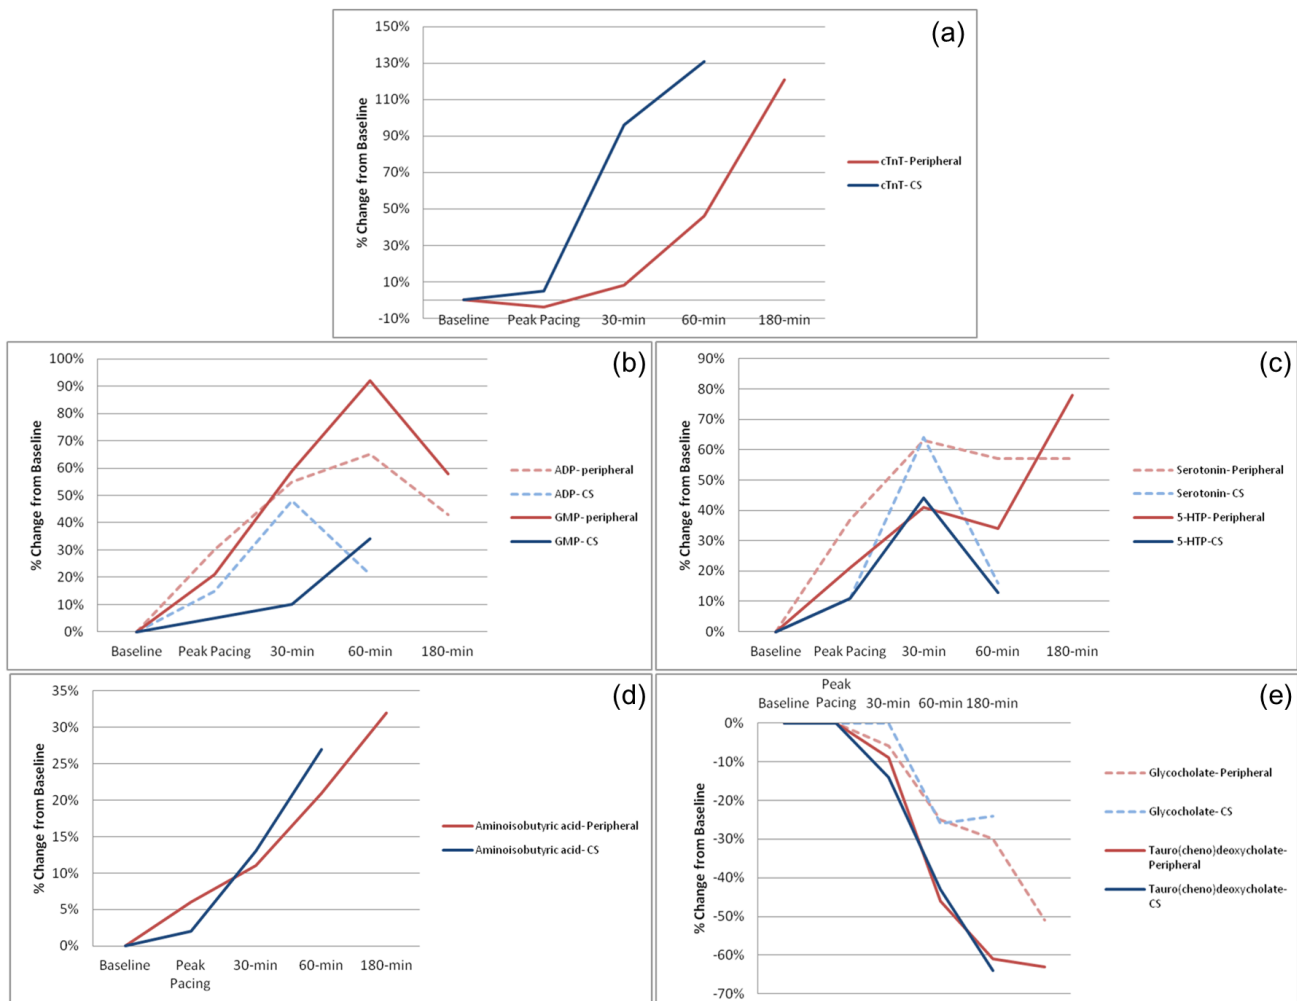 (a)
150%
130%
110%
90%
70%
50%
30%
10%
-10%
% Change from Baseline
Baseline Peak Pacing 30-min 60-min 180-min
cTnT- Peripheral
cTnT- CS
(b)
100%
90%
80%
70%
60%
50%
40%
30%
20%
10%
0%
% Change from Baseline
Baseline Peak Pacing 30-min 60-min 180-min
ADP- peripheral
ADP- CS
GMP- peripheral
GMP- CS
(c)
90%
80%
70%
60%
50%
40%
30%
20%
10%
0%
% Change from Baseline
Baseline Peak Pacing 30-min 60-min 180-min
Serotonin- Peripheral
Serotonin- CS
5-HTP- Peripheral
5-HTP-CS
(d)
35%
30%
25%
20%
15%
10%
5%
0%
% Change from Baseline
Baseline Peak 30-min 60-min 180-min
Pacing
Aminoisobutyric acid- Peripheral
Aminoisobutyric acid- CS
(e)
Peak
Baseline Pacing 30-min 60-min 180-min
0%
-10%
-20%
-30%
-40%
-50%
-60%
-70%
% Change from Baseline
Glycocholate- Peripheral
Glycocholate- CS
Tauro(cheno)deoxycholate-
Peripheral
Tauro(cheno)deoxycholate-
CS